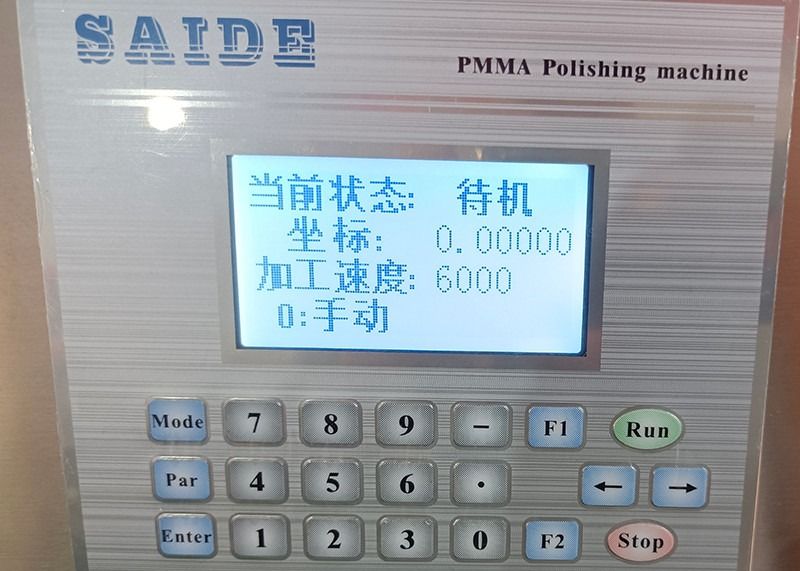 SAIDE
PMMA Polishing machine
当前状态: 待机
坐标: 0.00000
加工速度: 6000
0:手动
Mode 7 8 9 － F1 Run
Par 4 5 6 · ← →
Enter 1 2 3 0 F2 Stop